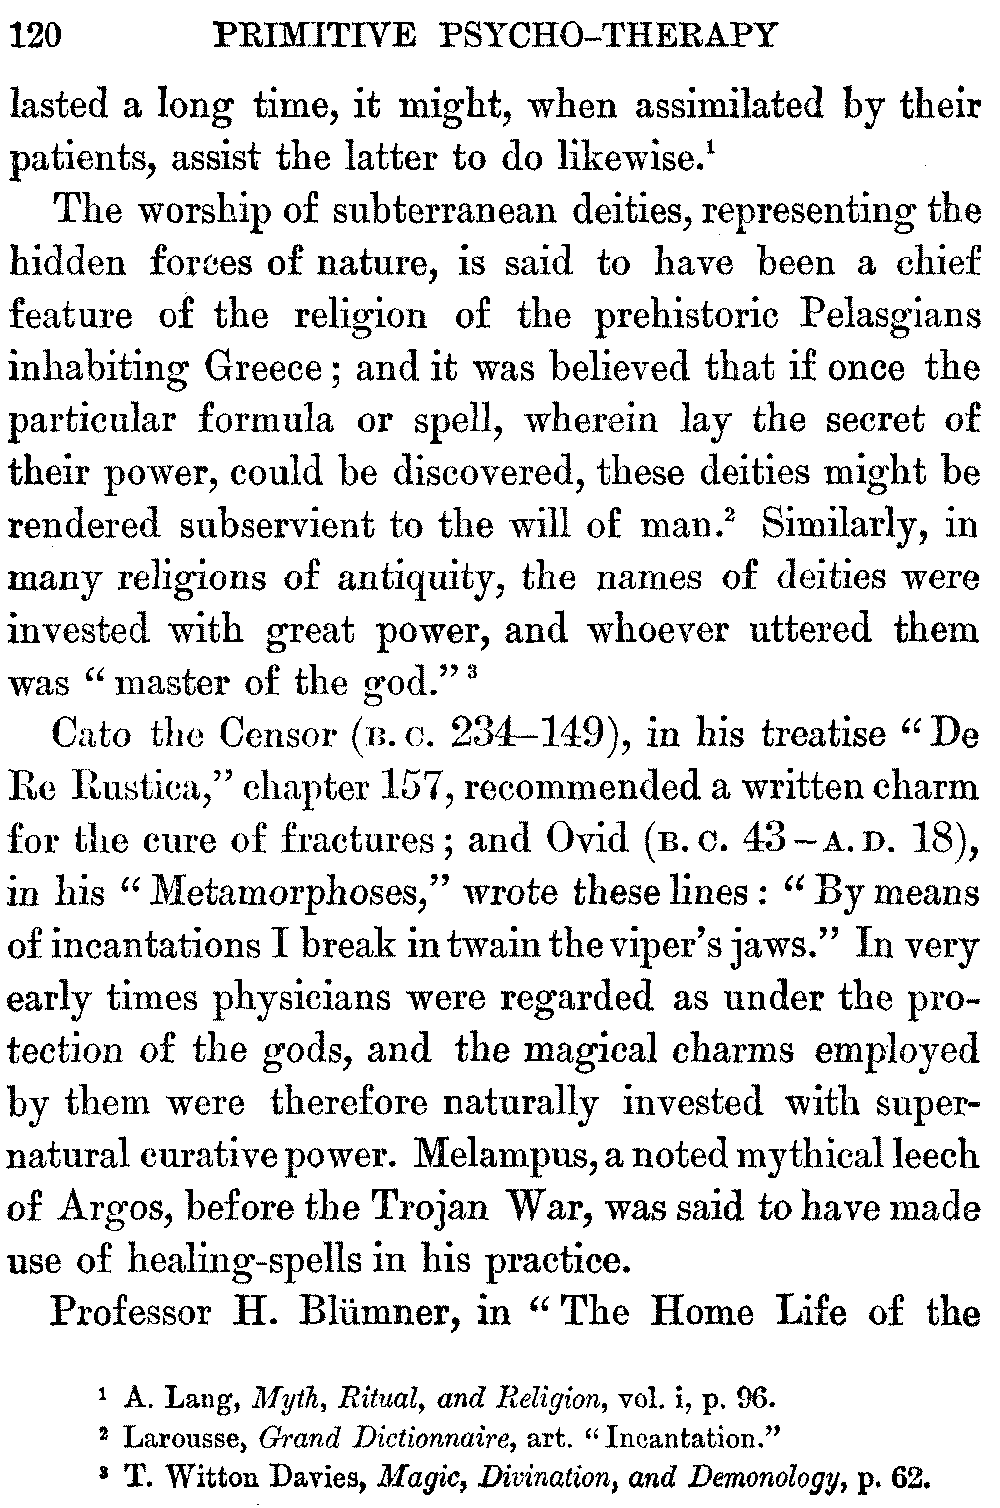 120 PRIMITIVE PSYCHO-THERAPY
lasted a long time, it might, when assimilated by their
patients, assist the latter to do likewise.¹
The worship of subterranean deities, representing the
hidden forces of nature, is said to have been a chief
feature of the religion of the prehistoric Pelasgians
inhabiting Greece; and it was believed that if once the
particular formula or spell, wherein lay the secret of
their power, could be discovered, these deities might be
rendered subservient to the will of man.² Similarly, in
many religions of antiquity, the names of deities were
invested with great power, and whoever uttered them
was "master of the god."³
Cato the Censor (B. C. 234–149), in his treatise "De
Re Rustica," chapter 157, recommended a written charm
for the cure of fractures; and Ovid (B. C. 43–A. D. 18),
in his "Metamorphoses," wrote these lines: "By means
of incantations I break in twain the viper's jaws." In very
early times physicians were regarded as under the pro-
tection of the gods, and the magical charms employed
by them were therefore naturally invested with super-
natural curative power. Melampus, a noted mythical leech
of Argos, before the Trojan War, was said to have made
use of healing-spells in his practice.
Professor H. Blümner, in "The Home Life of the
¹ A. Lang, Myth, Ritual, and Religion, vol. i, p. 96.
² Larousse, Grand Dictionnaire, art. "Incantation."
³ T. Witton Davies, Magic, Divination, and Demonology, p. 62.